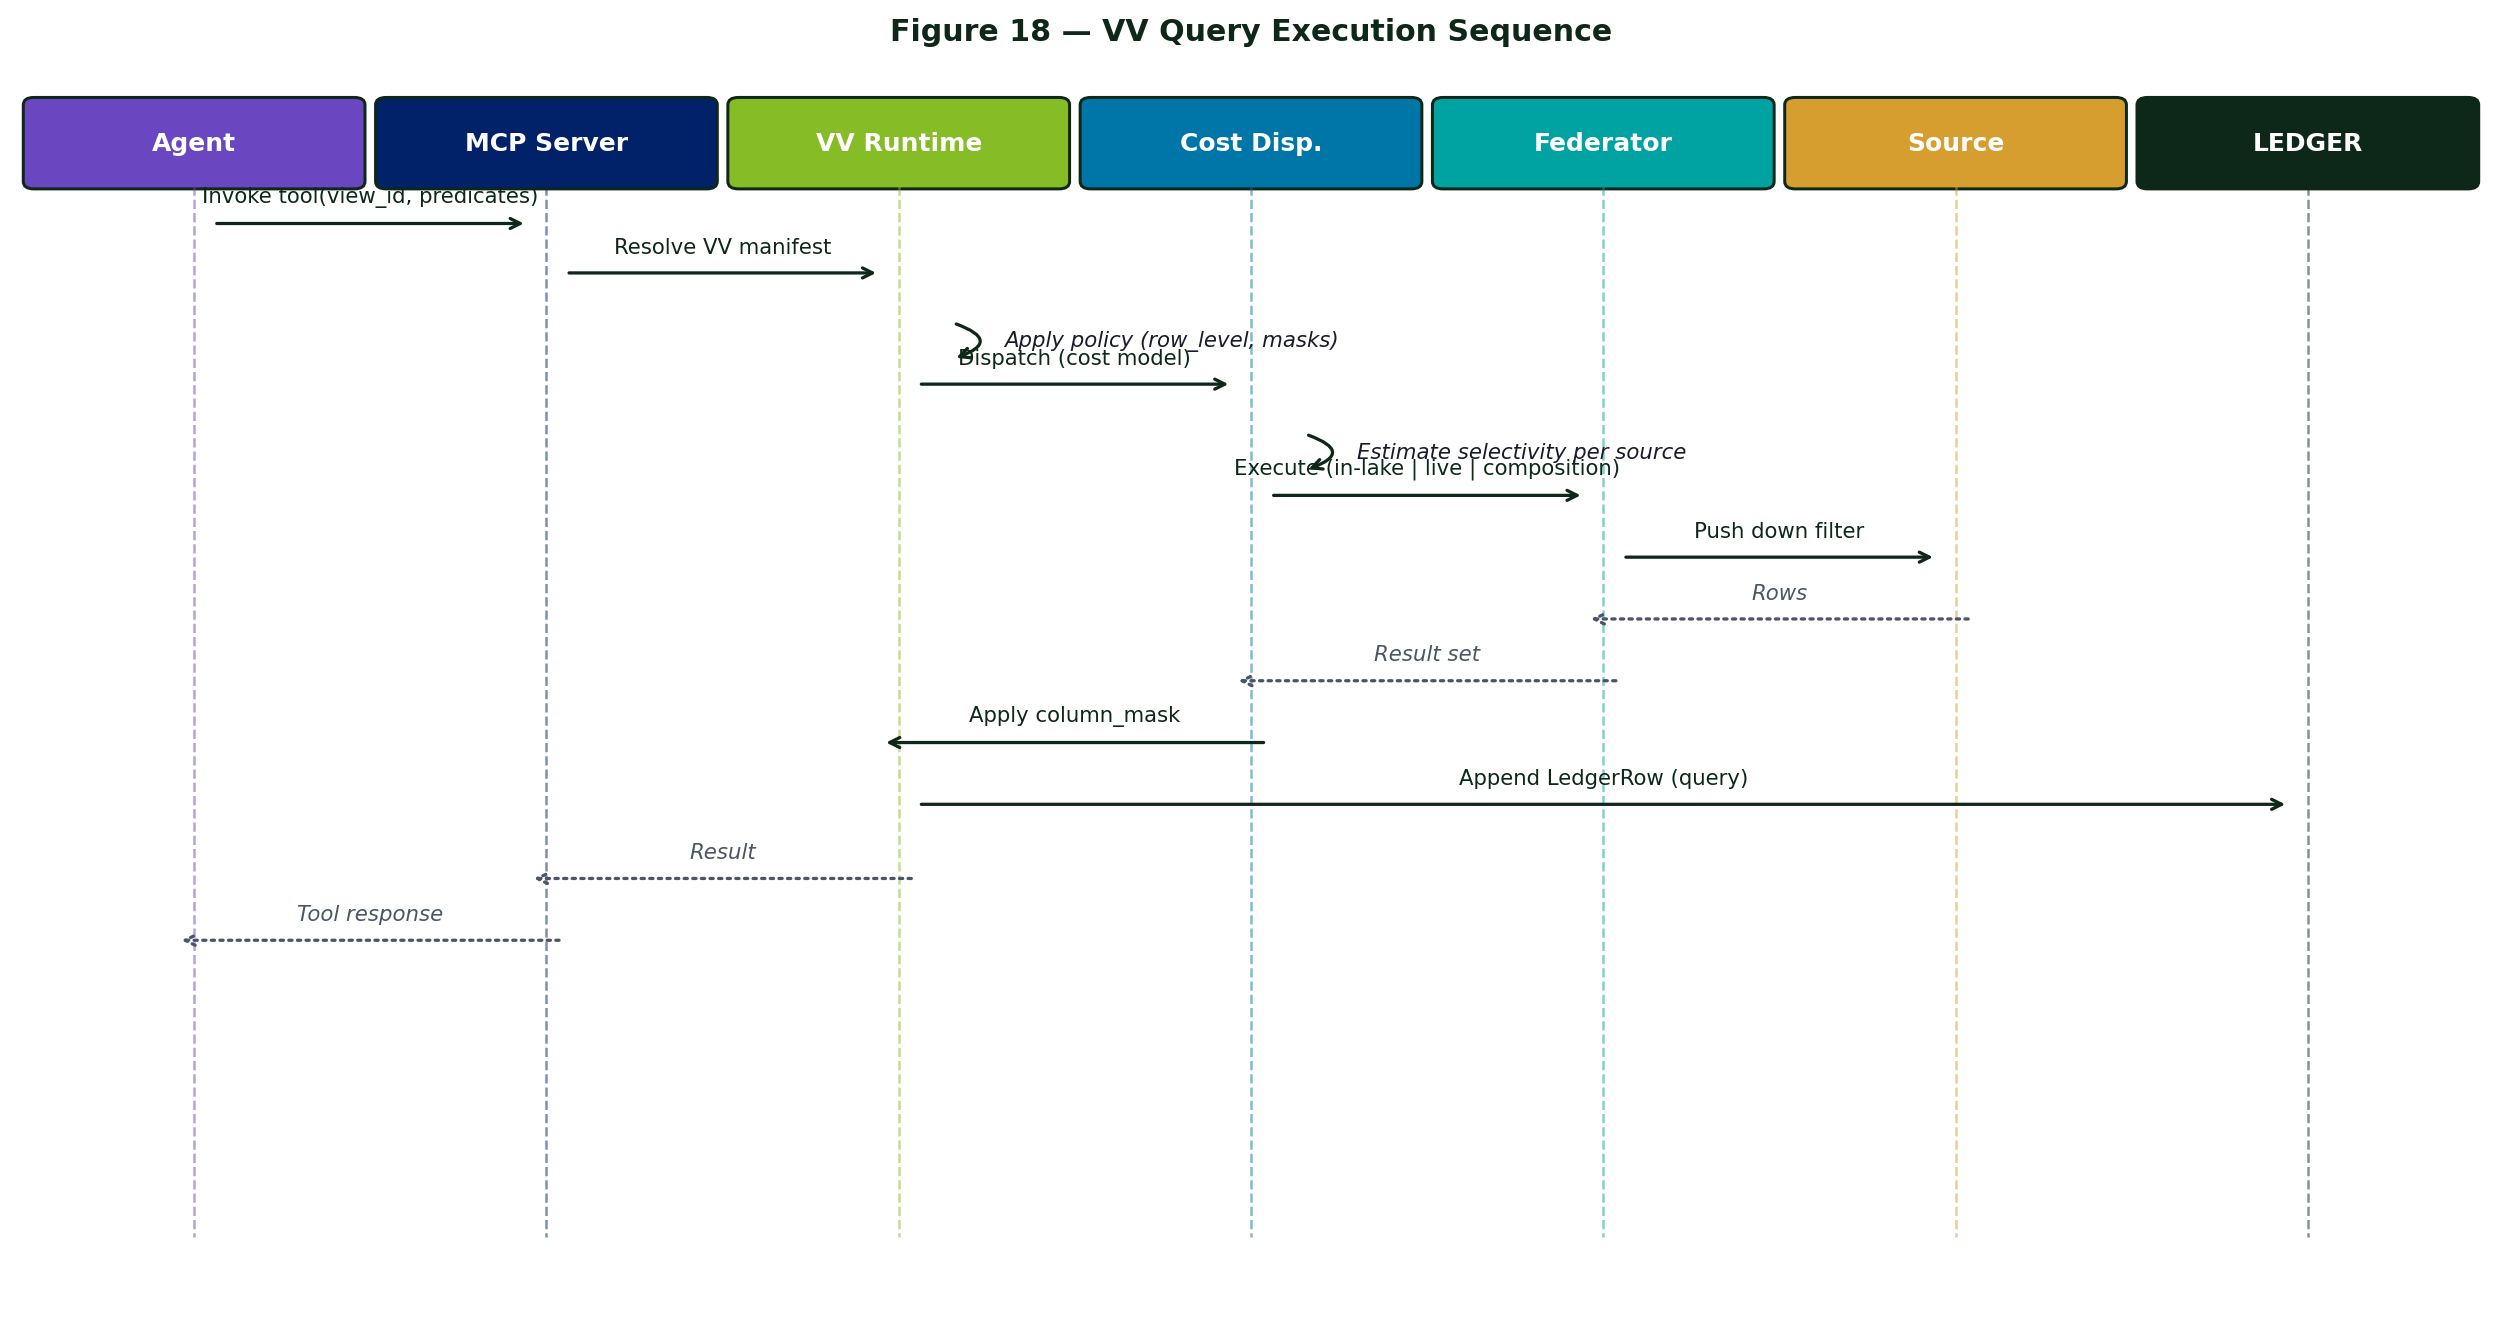 Figure 18 — VV Query Execution Sequence
Agent
MCP Server
VV Runtime
Cost Disp.
Federator
Source
LEDGER
Invoke tool(view_id, predicates)
Resolve VV manifest
Apply policy (row_level, masks)
Dispatch (cost model)
Estimate selectivity per source
Execute (in-lake | live | composition)
Push down filter
Rows
Result set
Apply column_mask
Append LedgerRow (query)
Result
Tool response